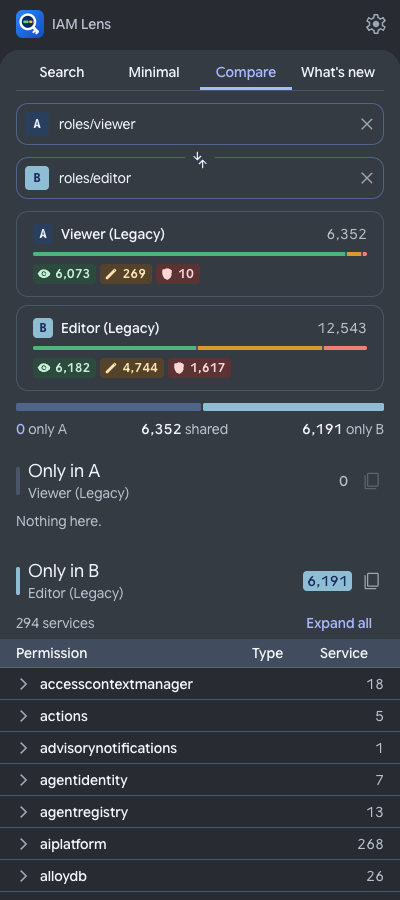 IAM Lens
Search Minimal Compare What's new
A roles/viewer
B roles/editor
A Viewer (Legacy) 6,352
6,073 269 10
B Editor (Legacy) 12,543
6,182 4,744 1,617
0 only A 6,352 shared 6,191 only B
Only in A 0
Viewer (Legacy)
Nothing here.
Only in B 6,191
Editor (Legacy)
294 services Expand all
Permission Type Service
accesscontextmanager 18
actions 5
advisorynotifications 1
agentidentity 7
agentregistry 13
aiplatform 268
alloydb 26